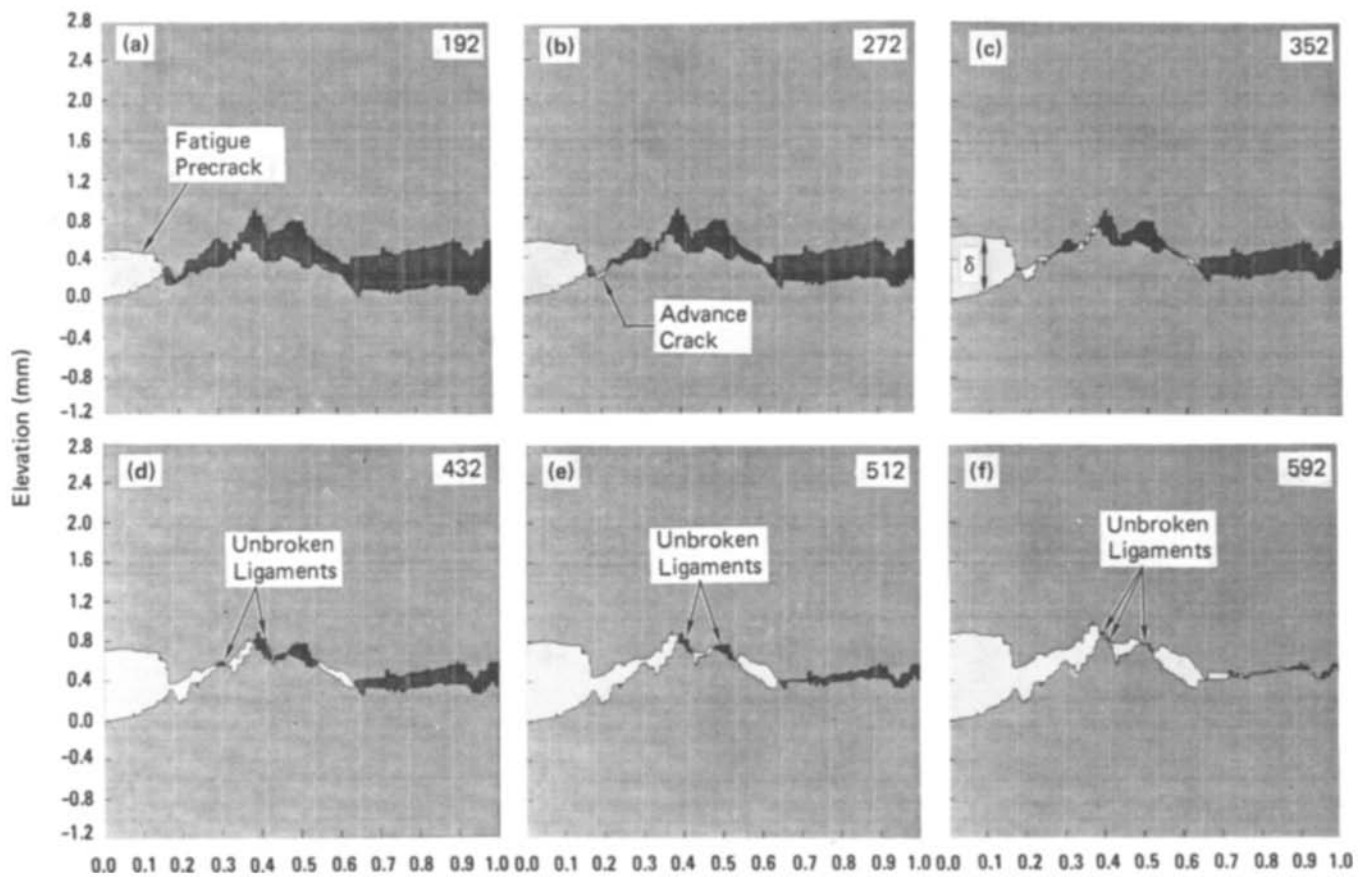 2.8
2.4
2.0
1.6
1.2
0.8
0.4
0.0
-0.4
-0.8
-1.2
(a)
192
Fatigue
Precrack
(b)
272
Advance
Crack
(c)
352
δ
Elevation (mm)
2.8
2.4
2.0
1.6
1.2
0.8
0.4
0.0
-0.4
-0.8
-1.2
(d)
432
Unbroken
Ligaments
(e)
512
Unbroken
Ligaments
(f)
592
Unbroken
Ligaments
0.0 0.1 0.2 0.3 0.4 0.5 0.6 0.7 0.8 0.9 1.0
0.1 0.2 0.3 0.4 0.5 0.6 0.7 0.8 0.9 1.0
0.0 0.1 0.2 0.3 0.4 0.5 0.6 0.7 0.8 0.9 1.0